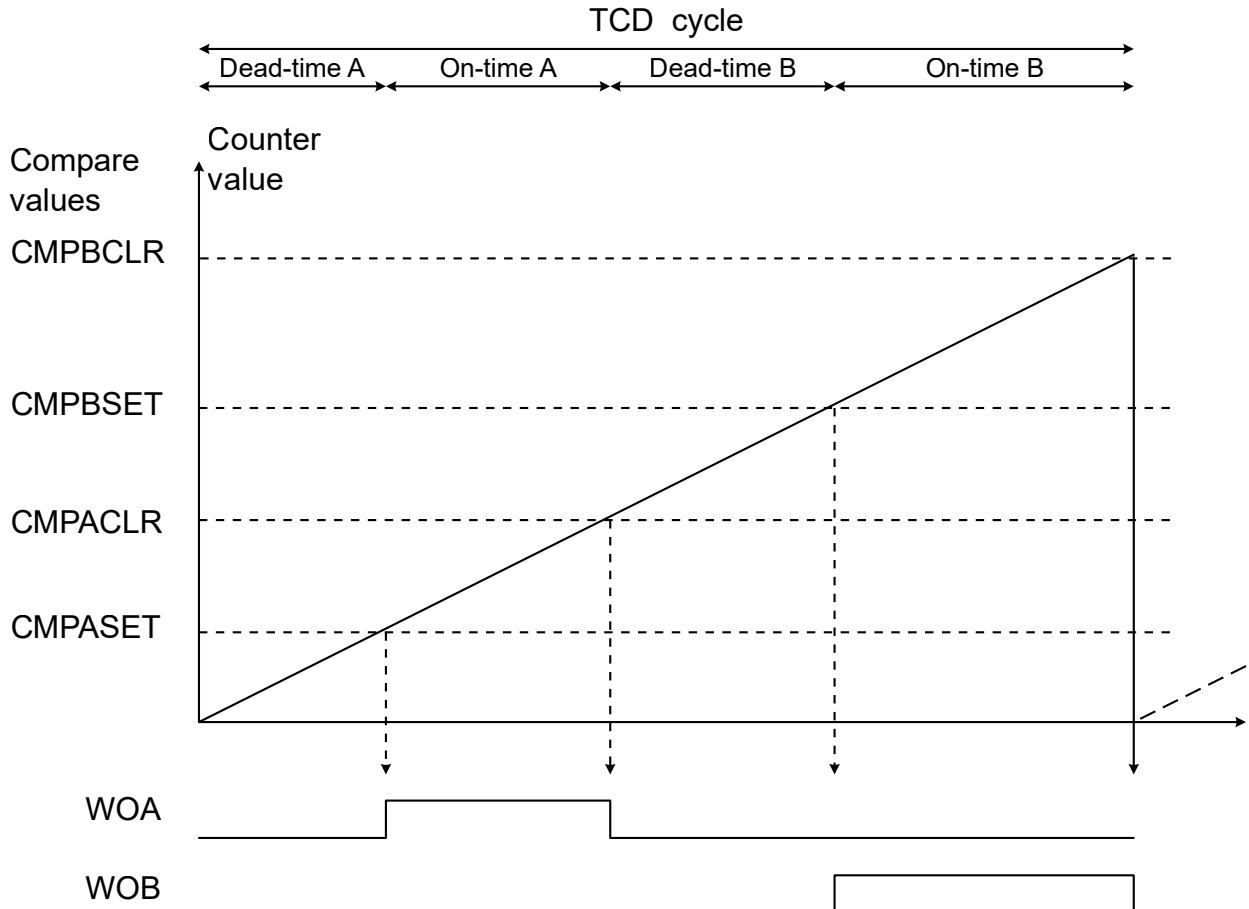 TCD cycle
Dead-time A
On-time A
Dead-time B
On-time B
Counter
value
Compare
values
CMPBCLR
CMPBSET
CMPACLR
CMPASET
WOA
WOB